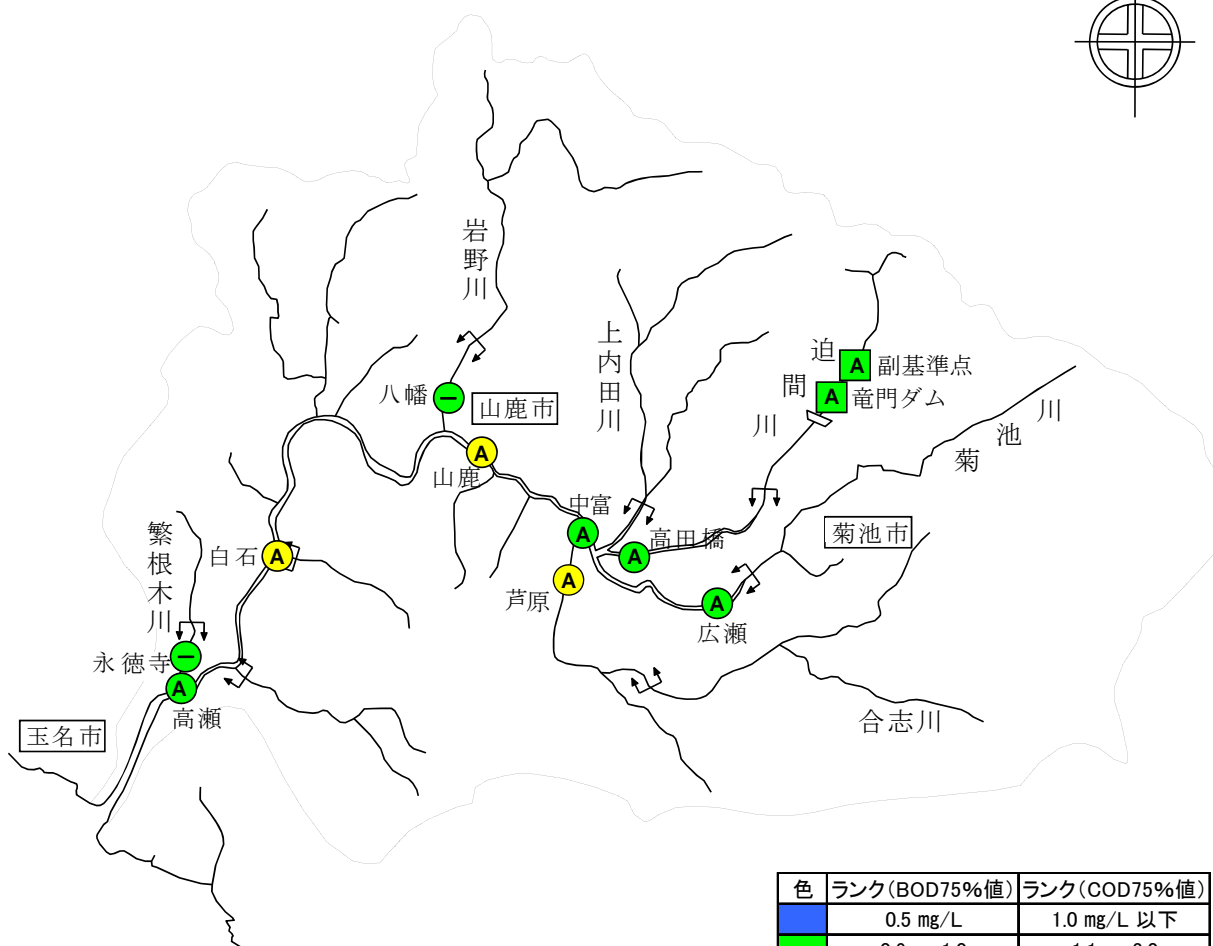 岩野川
上内田川
迫間川
A 副基準点
A 竜門ダム
菊池川
八幡 −
山鹿市
A
山鹿
中富
A
高田橋
A
菊池市
繁根木川
白石 A
A
芦原
A
広瀬
永徳寺 −
A
高瀬
合志川
玉名市
色 ランク(BOD75%値) ランク(COD75%値)
0.5 mg/L 1.0 mg/L 以下